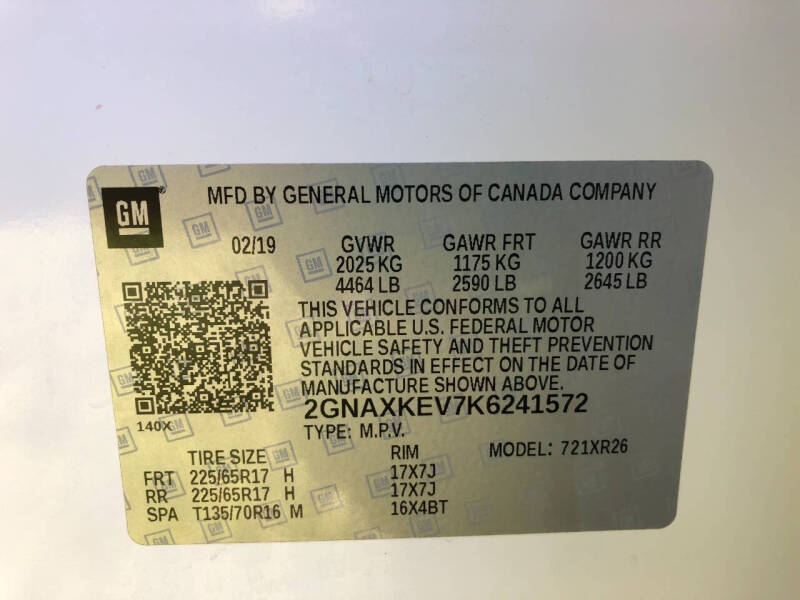 GM
MFD BY GENERAL MOTORS OF CANADA COMPANY
02/19 GVWR GAWR FRT GAWR RR
2025 KG 1175 KG 1200 KG
4464 LB 2590 LB 2645 LB
THIS VEHICLE CONFORMS TO ALL
APPLICABLE U.S. FEDERAL MOTOR
VEHICLE SAFETY AND THEFT PREVENTION
STANDARDS IN EFFECT ON THE DATE OF
MANUFACTURE SHOWN ABOVE.
2GNAXKEV7K6241572
140X
TYPE: M.P.V.
MODEL: 721XR26
TIRE SIZE RIM
FRT 225/65R17 H 17X7J
RR 225/65R17 H 17X7J
SPA T135/70R16 M 16X4BT